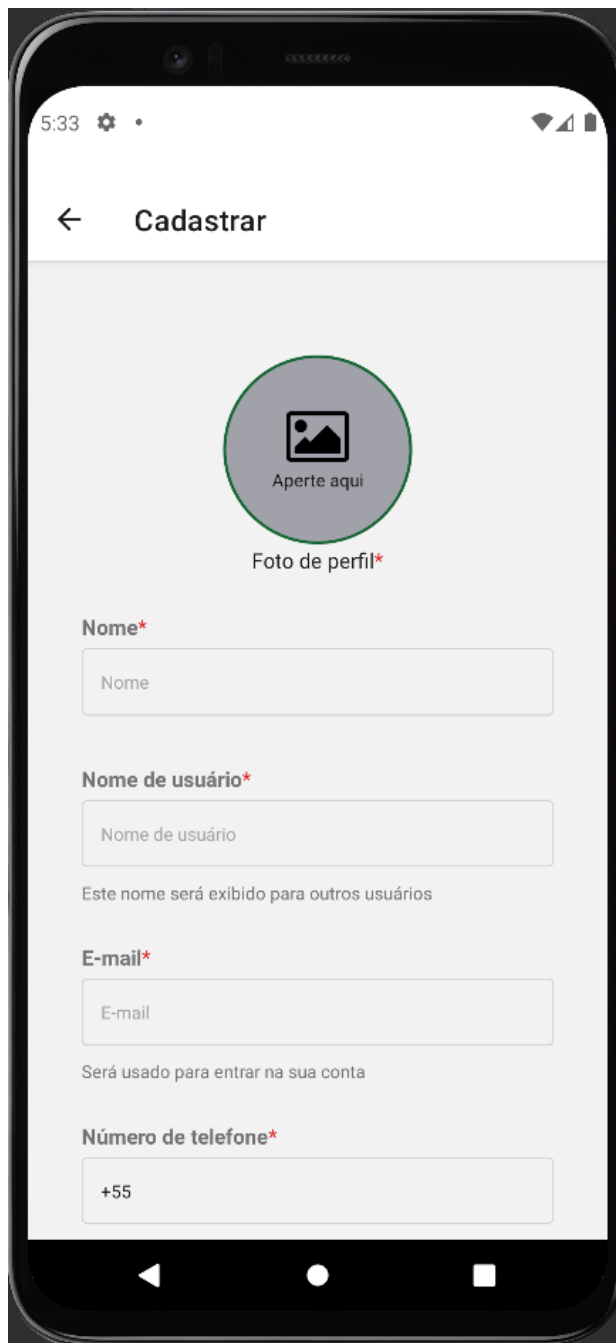 5:33
Cadastrar
Aperte aqui
Foto de perfil*
Nome*
Nome
Nome de usuário*
Nome de usuário
Este nome será exibido para outros usuários
E-mail*
E-mail
Será usado para entrar na sua conta
Número de telefone*
+55